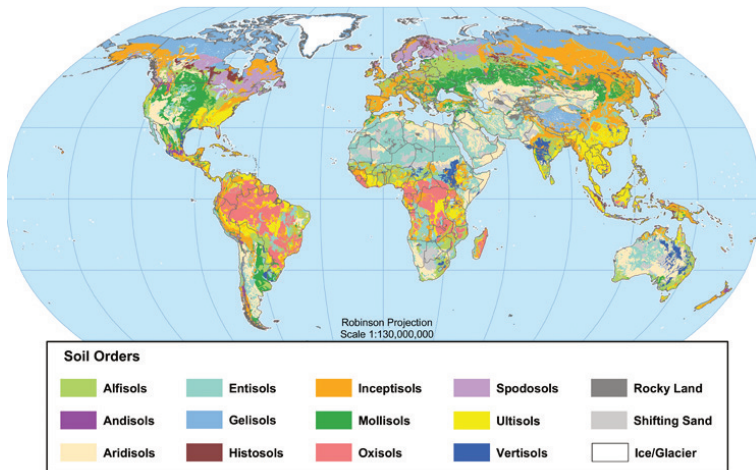 Robinson Projection
Scale 1:130,000,000
Soil Orders
Alfisols Entisols Inceptisols Spodosols Rocky Land
Andisols Gelisols Mollisols Ultisols Shifting Sand
Aridisols Histosols Oxisols Vertisols Ice/Glacier